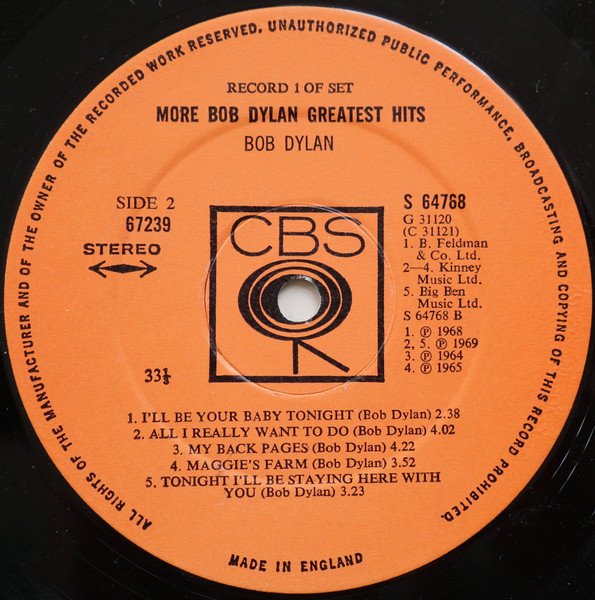 ALL RIGHTS OF THE MANUFACTURER AND OF THE OWNER OF THE RECORDED WORK RESERVED. UNAUTHORIZED PUBLIC PERFORMANCE, BROADCASTING AND COPYING OF THIS RECORD PROHIBITED.
RECORD 1 OF SET
MORE BOB DYLAN GREATEST HITS
BOB DYLAN
SIDE 2
67239
STEREO
33⅓
CBS
S 64768
G 31120
(C 31121)
1. B. Feldman
& Co. Ltd.
2—4. Kinney
Music Ltd.
5. Big Ben
Music Ltd.
S 64768 B
1. ℗ 1968
2, 5. ℗ 1969
3. ℗ 1964
4. ℗ 1965
1. I'LL BE YOUR BABY TONIGHT (Bob Dylan) 2.38
2. ALL I REALLY WANT TO DO (Bob Dylan) 4.02
3. MY BACK PAGES (Bob Dylan) 4.22
4. MAGGIE'S FARM (Bob Dylan) 3.52
5. TONIGHT I'LL BE STAYING HERE WITH
YOU (Bob Dylan) 3.23
MADE IN ENGLAND